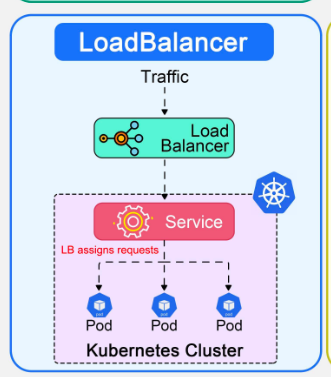 LoadBalancer
Traffic
Load
Balancer
Service
LB assigns requests
Pod Pod Pod
Kubernetes Cluster